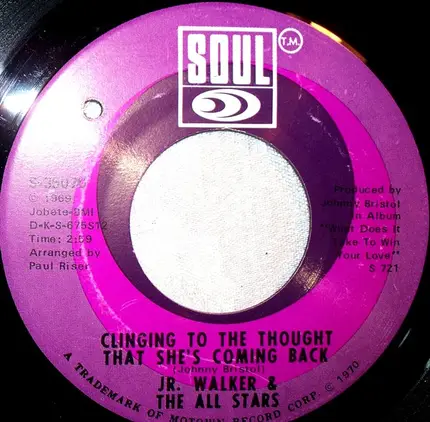 SOUL
T.M.
S-35070
© 1969
Jobete-BMI
D-K-S-675S12
Time: 2:59
Arranged by
Paul Riser
Produced by
Johnny Bristol
in Album
"What Does It
Take To Win
Your Love"
S 721
CLINGING TO THE THOUGHT
THAT SHE'S COMING BACK
(Johnny Bristol)
JR. WALKER &
THE ALL STARS
A TRADEMARK OF MOTOWN RECORD CORP. © 1970